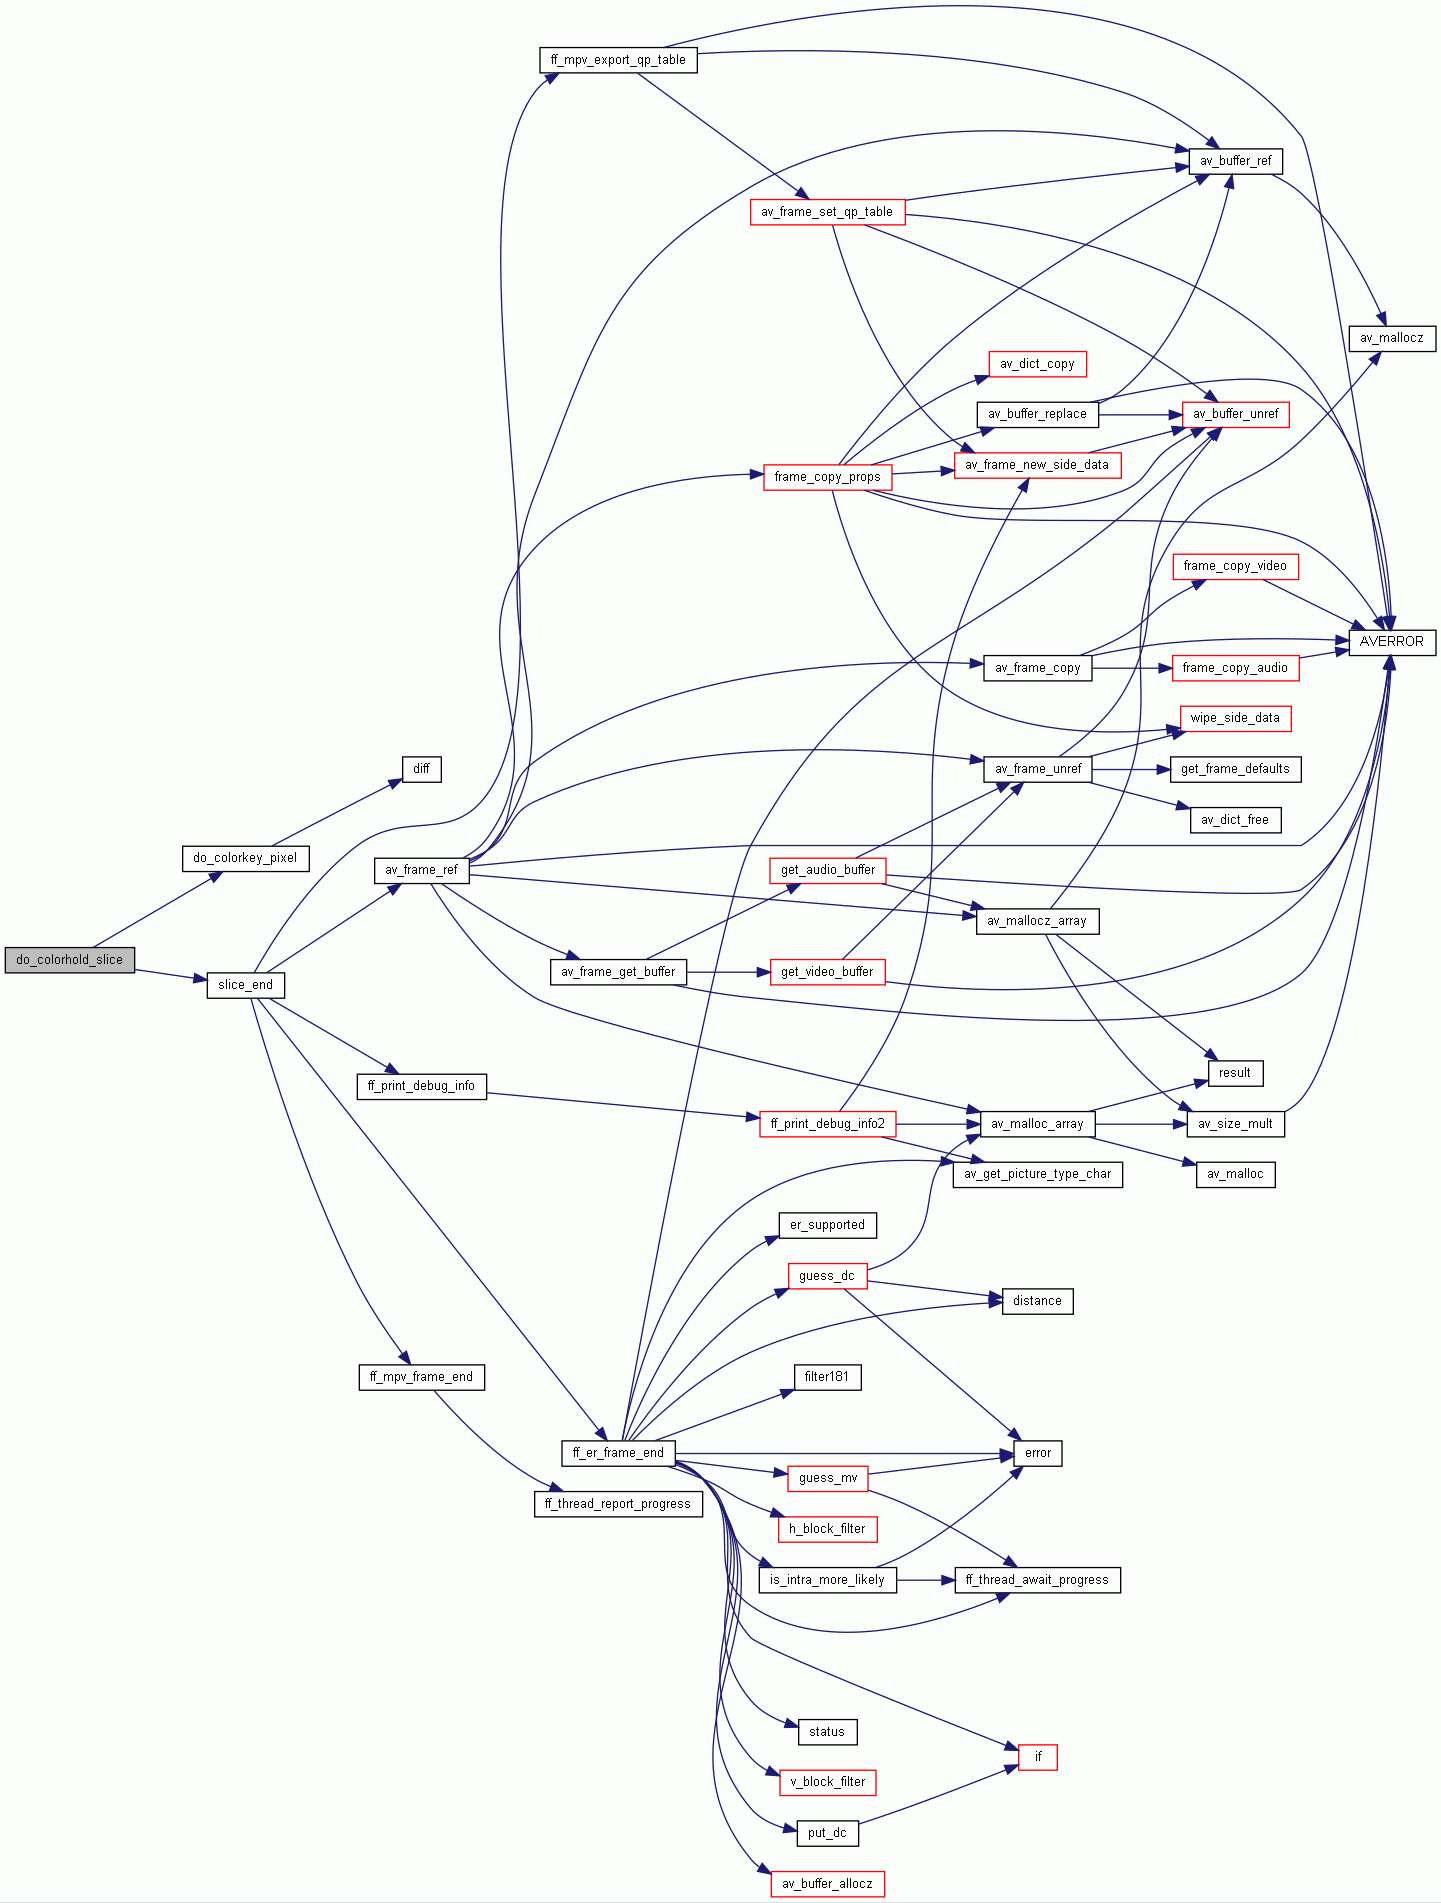 ff_mpv_export_qp_table
av_buffer_ref
av_frame_set_qp_table
av_mallocz
av_dict_copy
av_buffer_replace
av_buffer_unref
av_frame_new_side_data
frame_copy_props
frame_copy_video
AVERROR
av_frame_copy
frame_copy_audio
wipe_side_data
diff
av_frame_unref
get_frame_defaults
av_dict_free
do_colorkey_pixel
av_frame_ref
get_audio_buffer
av_mallocz_array
do_colorhold_slice
slice_end
av_frame_get_buffer
get_video_buffer
result
ff_print_debug_info
ff_print_debug_info2
av_malloc_array
av_size_mult
av_get_picture_type_char
av_malloc
er_supported
guess_dc
distance
ff_mpv_frame_end
filter181
ff_er_frame_end
error
guess_mv
ff_thread_report_progress
h_block_filter
is_intra_more_likely
ff_thread_await_progress
status
if
v_block_filter
put_dc
av_buffer_allocz